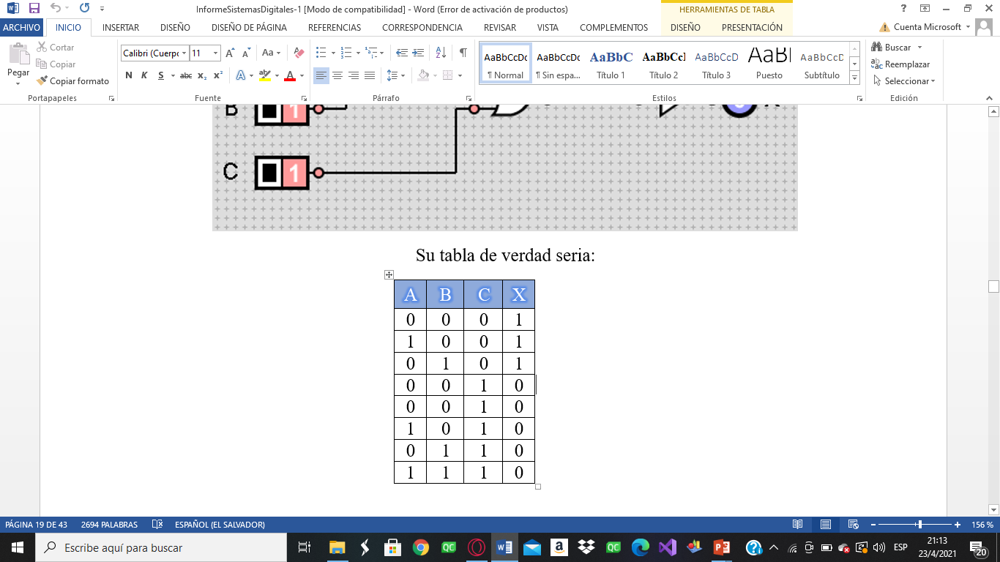 InformeSistemasDigitales-1 [Modo de compatibilidad] - Word (Error de activación de productos)
HERRAMIENTAS DE TABLA
ARCHIVO INICIO INSERTAR DISEÑO DISEÑO DE PÁGINA REFERENCIAS CORRESPONDENCIA REVISAR VISTA COMPLEMENTOS DISEÑO PRESENTACIÓN Cuenta Microsoft
Pegar
Cortar
Copiar
Copiar formato
Portapapeles
Calibri (Cuerpo 11
N K S abc x₂ x²
Fuente
Párrafo
AaBbCcDc AaBbCcDc AaBbC AaBbCcI AaBbCcD AaBI AaBbCcD
¶ Normal ¶ Sin espa... Título 1 Título 2 Título 3 Puesto Subtítulo
Estilos
Buscar
Reemplazar
Seleccionar
Edición
B 1
C 1
Su tabla de verdad seria:
A B C X
0 0 0 1
1 0 0 1
0 1 0 1
0 0 1 0
0 0 1 0
1 0 1 0
0 1 1 0
1 1 1 0
PÁGINA 19 DE 43 2694 PALABRAS ESPAÑOL (EL SALVADOR) 156 %
Escribe aquí para buscar
ESP
21:13
23/4/2021
20